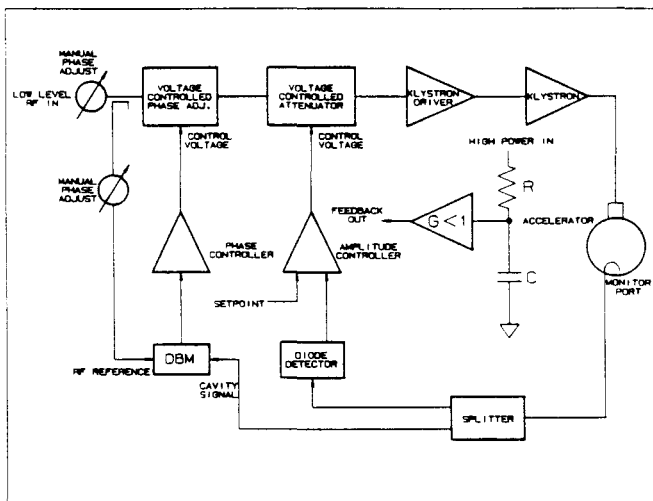 MANUAL
PHASE
ADJUST
LOW LEVEL
RF IN
VOLTAGE
CONTROLLED
PHASE ADJ.
VOLTAGE
CONTROLLED
ATTENUATOR
KLYSTRON
DRIVER
KLYSTRON
CONTROL
VOLTAGE
CONTROL
VOLTAGE
HIGH POWER IN
R
MANUAL
PHASE
ADJUST
FEEDBACK
OUT
G<1
ACCELERATOR
PHASE
CONTROLLER
AMPLITUDE
CONTROLLER
C
MONITOR
PORT
SETPOINT
DBM
DIODE
DETECTOR
RF REFERENCE
CAVITY
SIGNAL
SPLITTER